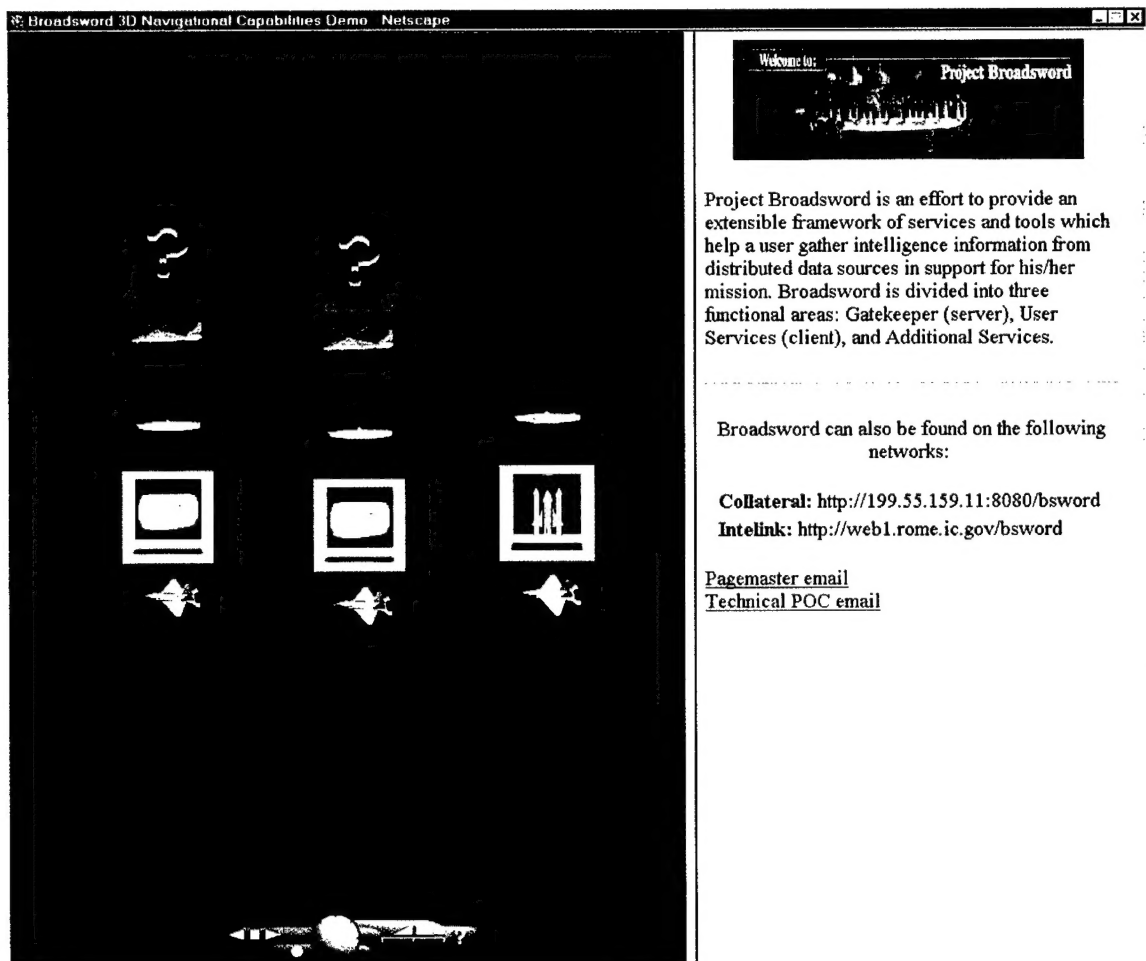 Broadsword 3D Navigational Capabilities Demo Netscape
Welcome to:
Project Broadsword
Project Broadsword is an effort to provide an
extensible framework of services and tools which
help a user gather intelligence information from
distributed data sources in support for his/her
mission. Broadsword is divided into three
functional areas: Gatekeeper (server), User
Services (client), and Additional Services.
Broadsword can also be found on the following
networks:
Collateral: http://199.55.159.11:8080/bsword
Intelink: http://web1.rome.ic.gov/bsword
Pagemaster email
Technical POC email
? ?
?